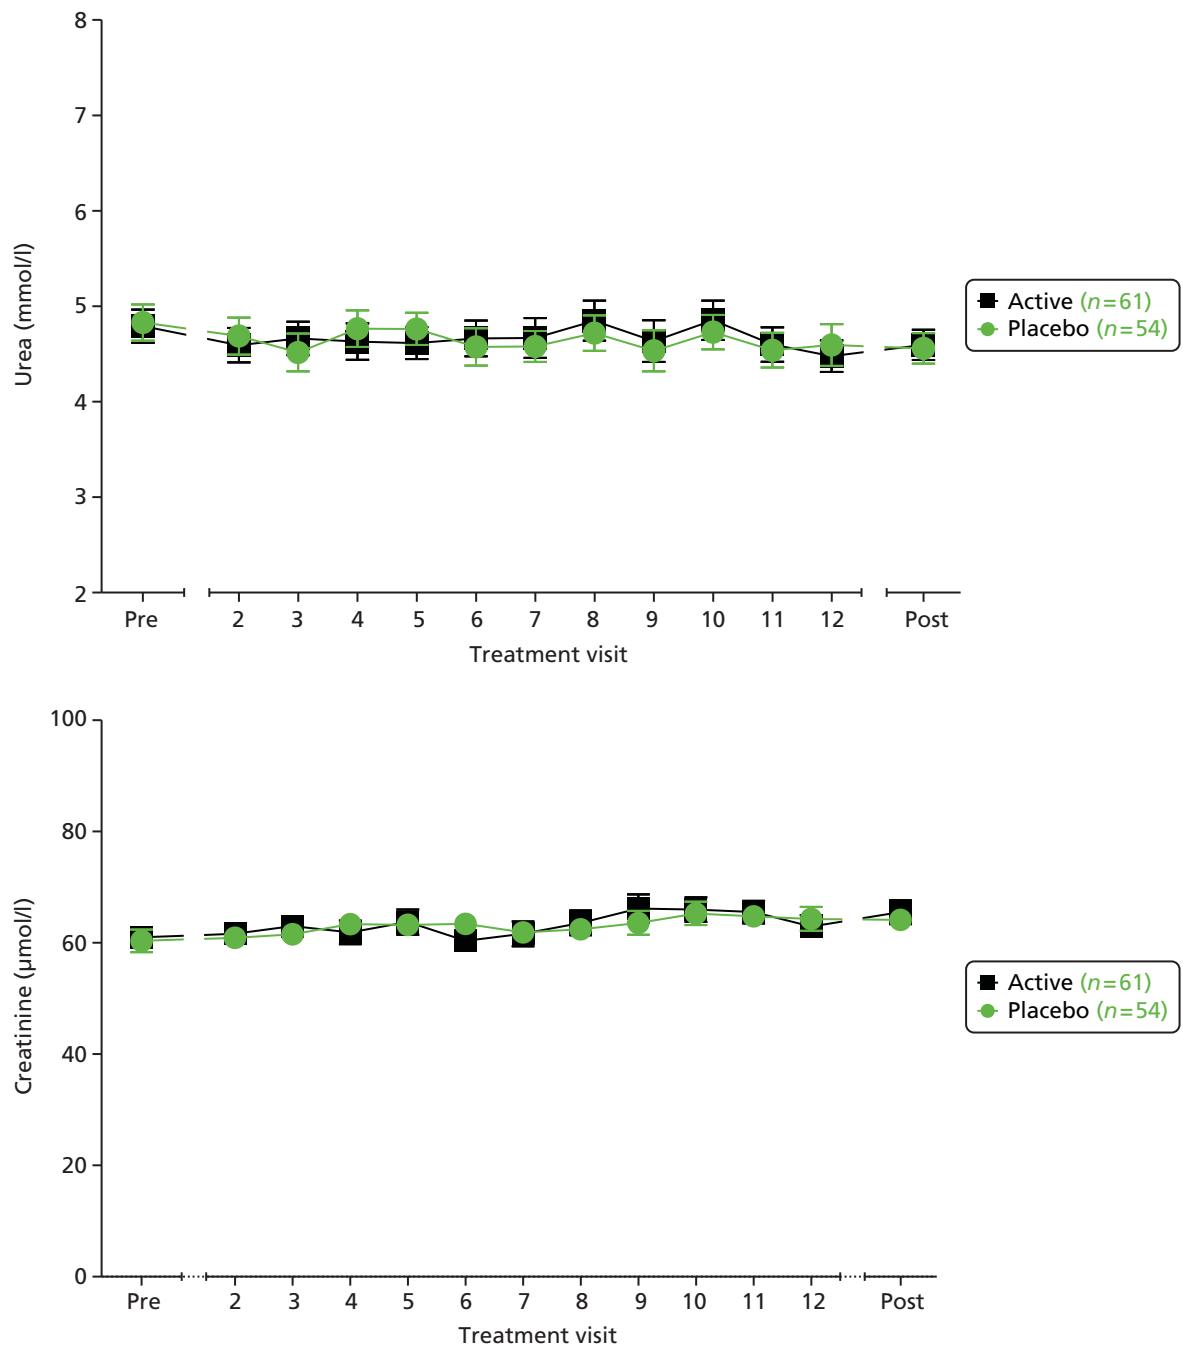 8
7
6
5
4
3
2
Urea (mmol/l)
Pre 2 3 4 5 6 7 8 9 10 11 12 Post
Treatment visit
Active (n=61)
Placebo (n=54)
100
80
60
40
20
0
Creatinine (μmol/l)
Pre 2 3 4 5 6 7 8 9 10 11 12 Post
Treatment visit
Active (n=61)
Placebo (n=54)